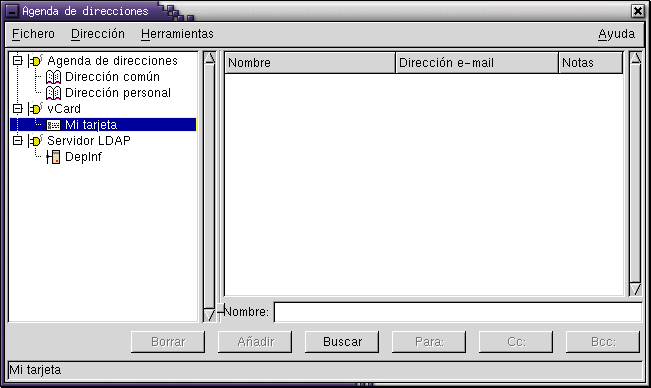 Agenda de direcciones
Fichero Dirección Herramientas Ayuda
Agenda de direcciones
Dirección común
Dirección personal
vCard
Mi tarjeta
Servidor LDAP
DepInf
Nombre Dirección e-mail Notas
Nombre:
Borrar Añadir Buscar Para: Cc: Bcc:
Mi tarjeta